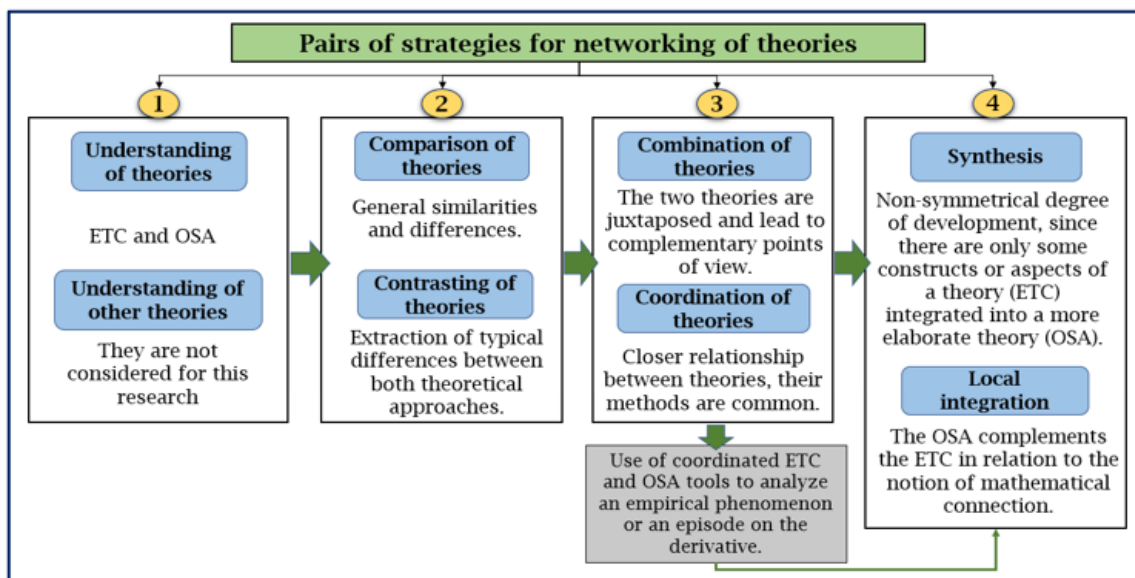 Pairs of strategies for networking of theories
1
Understanding
of theories
ETC and OSA
Understanding of
other theories
They are not
considered for this
research
2
Comparison of
theories
General similarities
and differences.
Contrasting of
theories
Extraction of typical
differences between
both theoretical
approaches.
3
Combination of
theories
The two theories are
juxtaposed and lead to
complementary points
of view.
Coordination of
theories
Closer relationship
between theories, their
methods are common.
Use of coordinated ETC
and OSA tools to analyze
an empirical phenomenon
or an episode on the
derivative.
4
Synthesis
Non-symmetrical degree
of development, since
there are only some
constructs or aspects of
a theory (ETC)
integrated into a more
elaborate theory (OSA).
Local
integration
The OSA complements
the ETC in relation to the
notion of mathematical
connection.